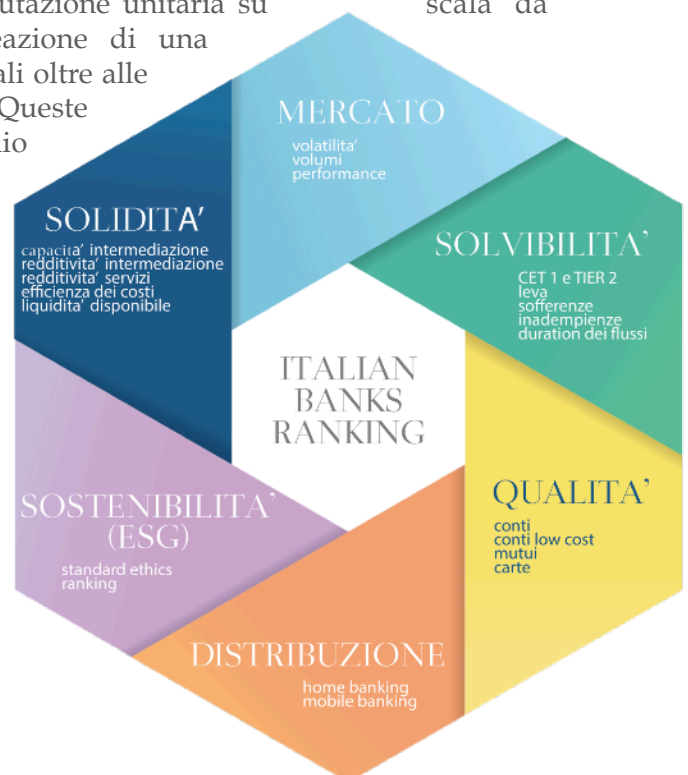 utazione unitaria su scala da
eazione di una
ali oltre alle
Queste
io
MERCATO
volatilita'
volumi
performance
SOLIDITA'
capacita' intermediazione
redditivita' intermediazione
redditivita' servizi
efficienza dei costi
liquidita' disponibile
SOLVIBILITA'
CET 1 e TIER 2
leva
sofferenze
inadempienze
duration dei flussi
ITALIAN
BANKS
RANKING
QUALITA'
conti
conti low cost
mutui
carte
SOSTENIBILITA'
(ESG)
standard ethics
ranking
DISTRIBUZIONE
home banking
mobile banking